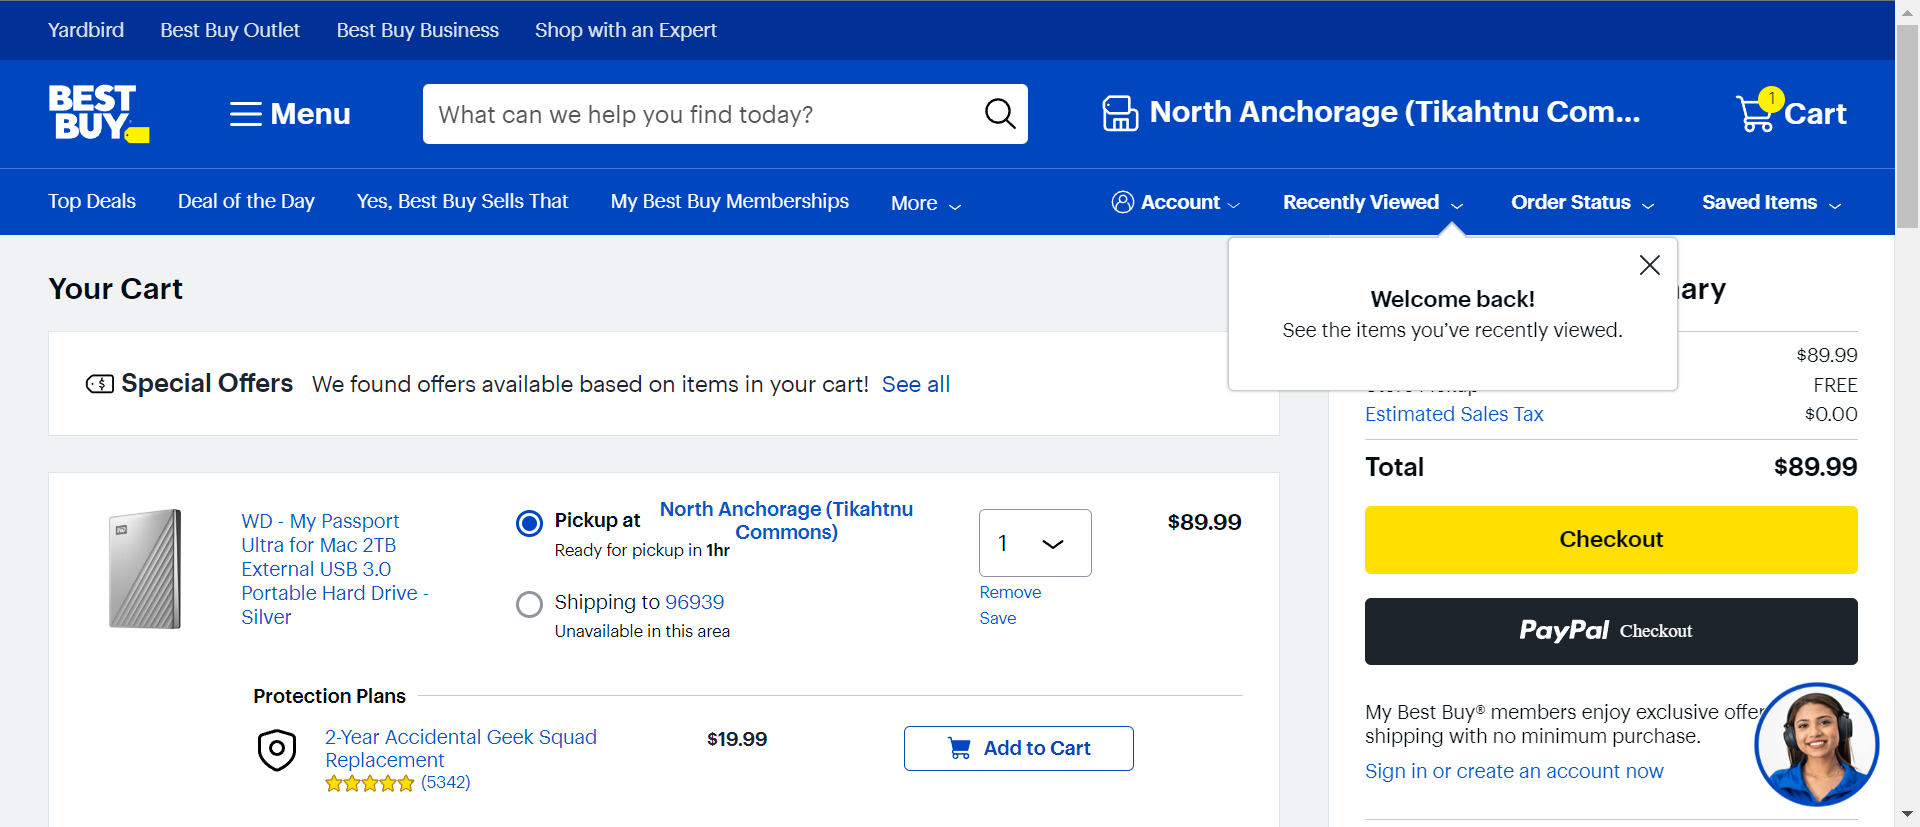 Yardbird Best Buy Outlet Best Buy Business Shop with an Expert
BEST
BUY
Menu
What can we help you find today?
North Anchorage (Tikahtnu Com...
1
Cart
Top Deals Deal of the Day Yes, Best Buy Sells That My Best Buy Memberships More
Account Recently Viewed Order Status Saved Items
Welcome back!
See the items you’ve recently viewed.
Your Cart
Special Offers We found offers available based on items in your cart! See all
WD
WD - My Passport
Ultra for Mac 2TB
External USB 3.0
Portable Hard Drive -
Silver
Pickup at North Anchorage (Tikahtnu
Commons)
Ready for pickup in 1hr
Shipping to 96939
Unavailable in this area
1
Remove
Save
$89.99
Protection Plans
2-Year Accidental Geek Squad
Replacement
(5342)
$19.99
Add to Cart
$89.99
FREE
Estimated Sales Tax $0.00
Total $89.99
Checkout
PayPal Checkout
My Best Buy® members enjoy exclusive offer
shipping with no minimum purchase.
Sign in or create an account now